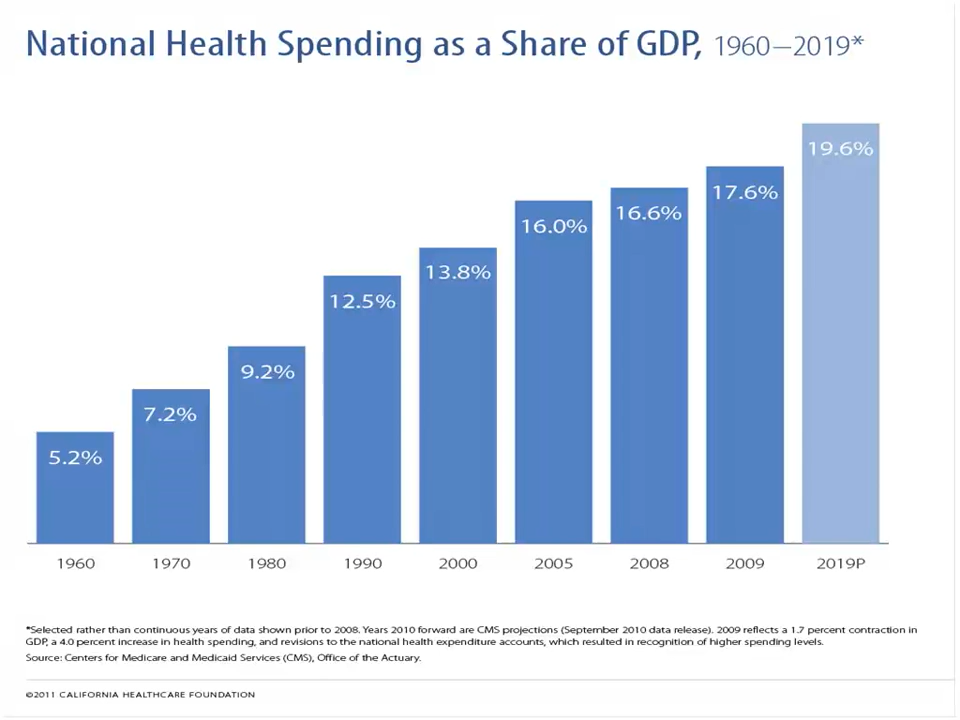 National Health Spending as a Share of GDP, 1960—2019*
19.6%
17.6%
16.6%
16.0%
13.8%
12.5%
9.2%
7.2%
5.2%
1960 1970 1980 1990 2000 2005 2008 2009 2019P
*Selected rather than continuous years of data shown prior to 2008. Years 2010 forward are CMS projections (September 2010 data release). 2009 reflects a 1.7 percent contraction in
GDP, a 4.0 percent increase in health spending, and revisions to the national health expenditure accounts, which resulted in recognition of higher spending levels.
Source: Centers for Medicare and Medicaid Services (CMS), Office of the Actuary.
©2011 CALIFORNIA HEALTHCARE FOUNDATION